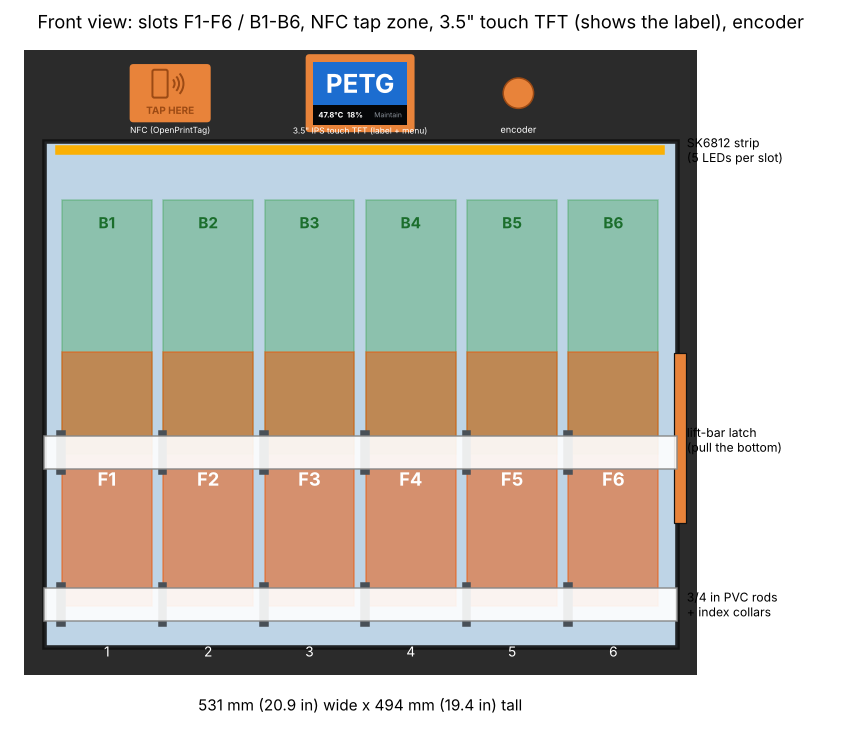 Front view: slots F1-F6 / B1-B6, NFC tap zone, 3.5" touch TFT (shows the label), encoder
TAP HERE
NFC (OpenPrintTag)
PETG
47.8°C 18% Maintain
3.5" IPS touch TFT (label + menu)
encoder
SK6812 strip
(5 LEDs per slot)
B1 B2 B3 B4 B5 B6
lift-bar latch
(pull the bottom)
F1 F2 F3 F4 F5 F6
3/4 in PVC rods
+ index collars
1 2 3 4 5 6
531 mm (20.9 in) wide x 494 mm (19.4 in) tall